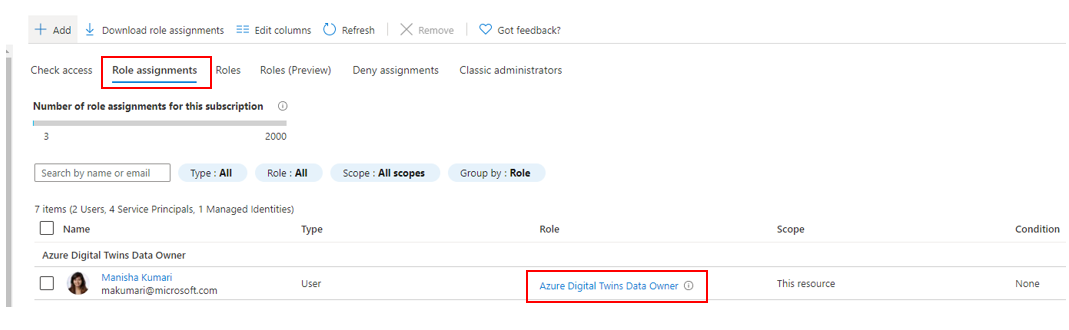 Add Download role assignments Edit columns Refresh Remove Got feedback?
Check access Role assignments Roles Roles (Preview) Deny assignments Classic administrators
Number of role assignments for this subscription
3 2000
Search by name or email Type : All Role : All Scope : All scopes Group by : Role
7 items (2 Users, 4 Service Principals, 1 Managed Identities)
Name Type Role Scope Condition
Azure Digital Twins Data Owner
Manisha Kumari User Azure Digital Twins Data Owner This resource None
makumari@microsoft.com